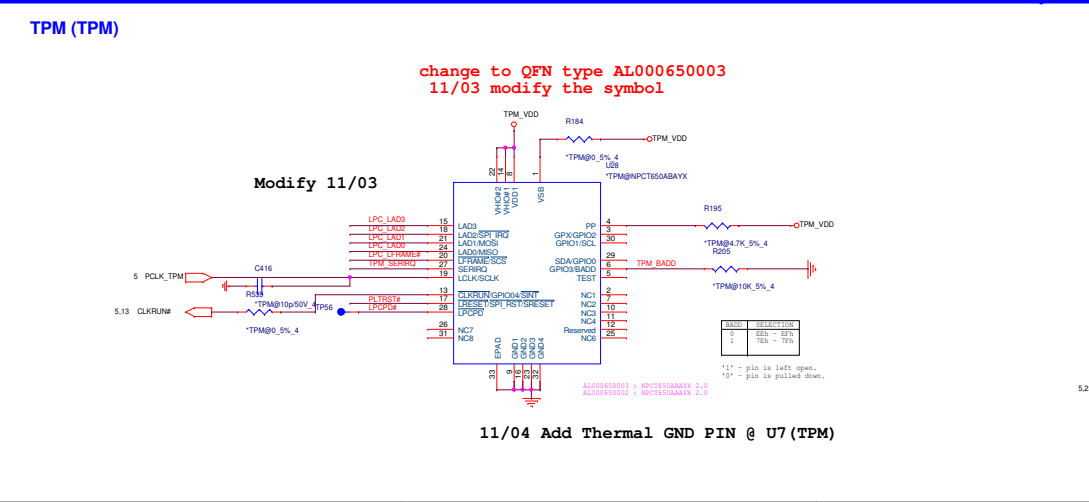 TPM (TPM)
change to QFN type AL000650003
11/03 modify the symbol
Modify 11/03
TPM_VDD
R184
TPM_VDD
*TPM@0_5%_4
U28
*TPM@NPCT650ABAYX
22
14
8
1
VHIO#2
VHIO#1
VDD1
VSB
LPC_LAD3
15
LAD3
LPC_LAD2
18
LAD2/SPI_IRQ
LPC_LAD1
21
LAD1/MOSI
LPC_LAD0
24
LAD0/MISO
LPC_LFRAME#
20
LFRAME/SCS
TPM_SERIRQ
27
SERIRQ
19
LCLK/SCLK
5 PCLK_TPM
C416
*TPM@10p/50V_4
13
CLKRUN/GPIO04/SINT
PLTRST#
17
LRESET/SPI_RST/SRESET
LPCPD#
28
LPCPD
5,13 CLKRUN#
R539
*TPM@0_5%_4
TP56
26
NC7
31
NC8
PP
4
GPX/GPIO2
3
GPIO1/SCL
30
SDA/GPIO0
29
GPIO3/BADD
6
TEST
5
NC1
2
NC2
7
NC3
10
NC4
11
Reserved
12
NC6
25
R195
TPM_VDD
*TPM@4.7K_5%_4
TPM_BADD
R205
*TPM@10K_5%_4
EPAD
GND1
GND2
GND3
GND4
33
9
16
23
32
BADD SELECTION
0 EEh - EFh
1 7Eh - 7Fh
'1' - pin is left open.
'0' - pin is pulled down.
AL000650003 : NPCT650ABAYX 2.0
AL000650002 : NPCT650AAAYX 2.0
5,2
11/04 Add Thermal GND PIN @ U7(TPM)